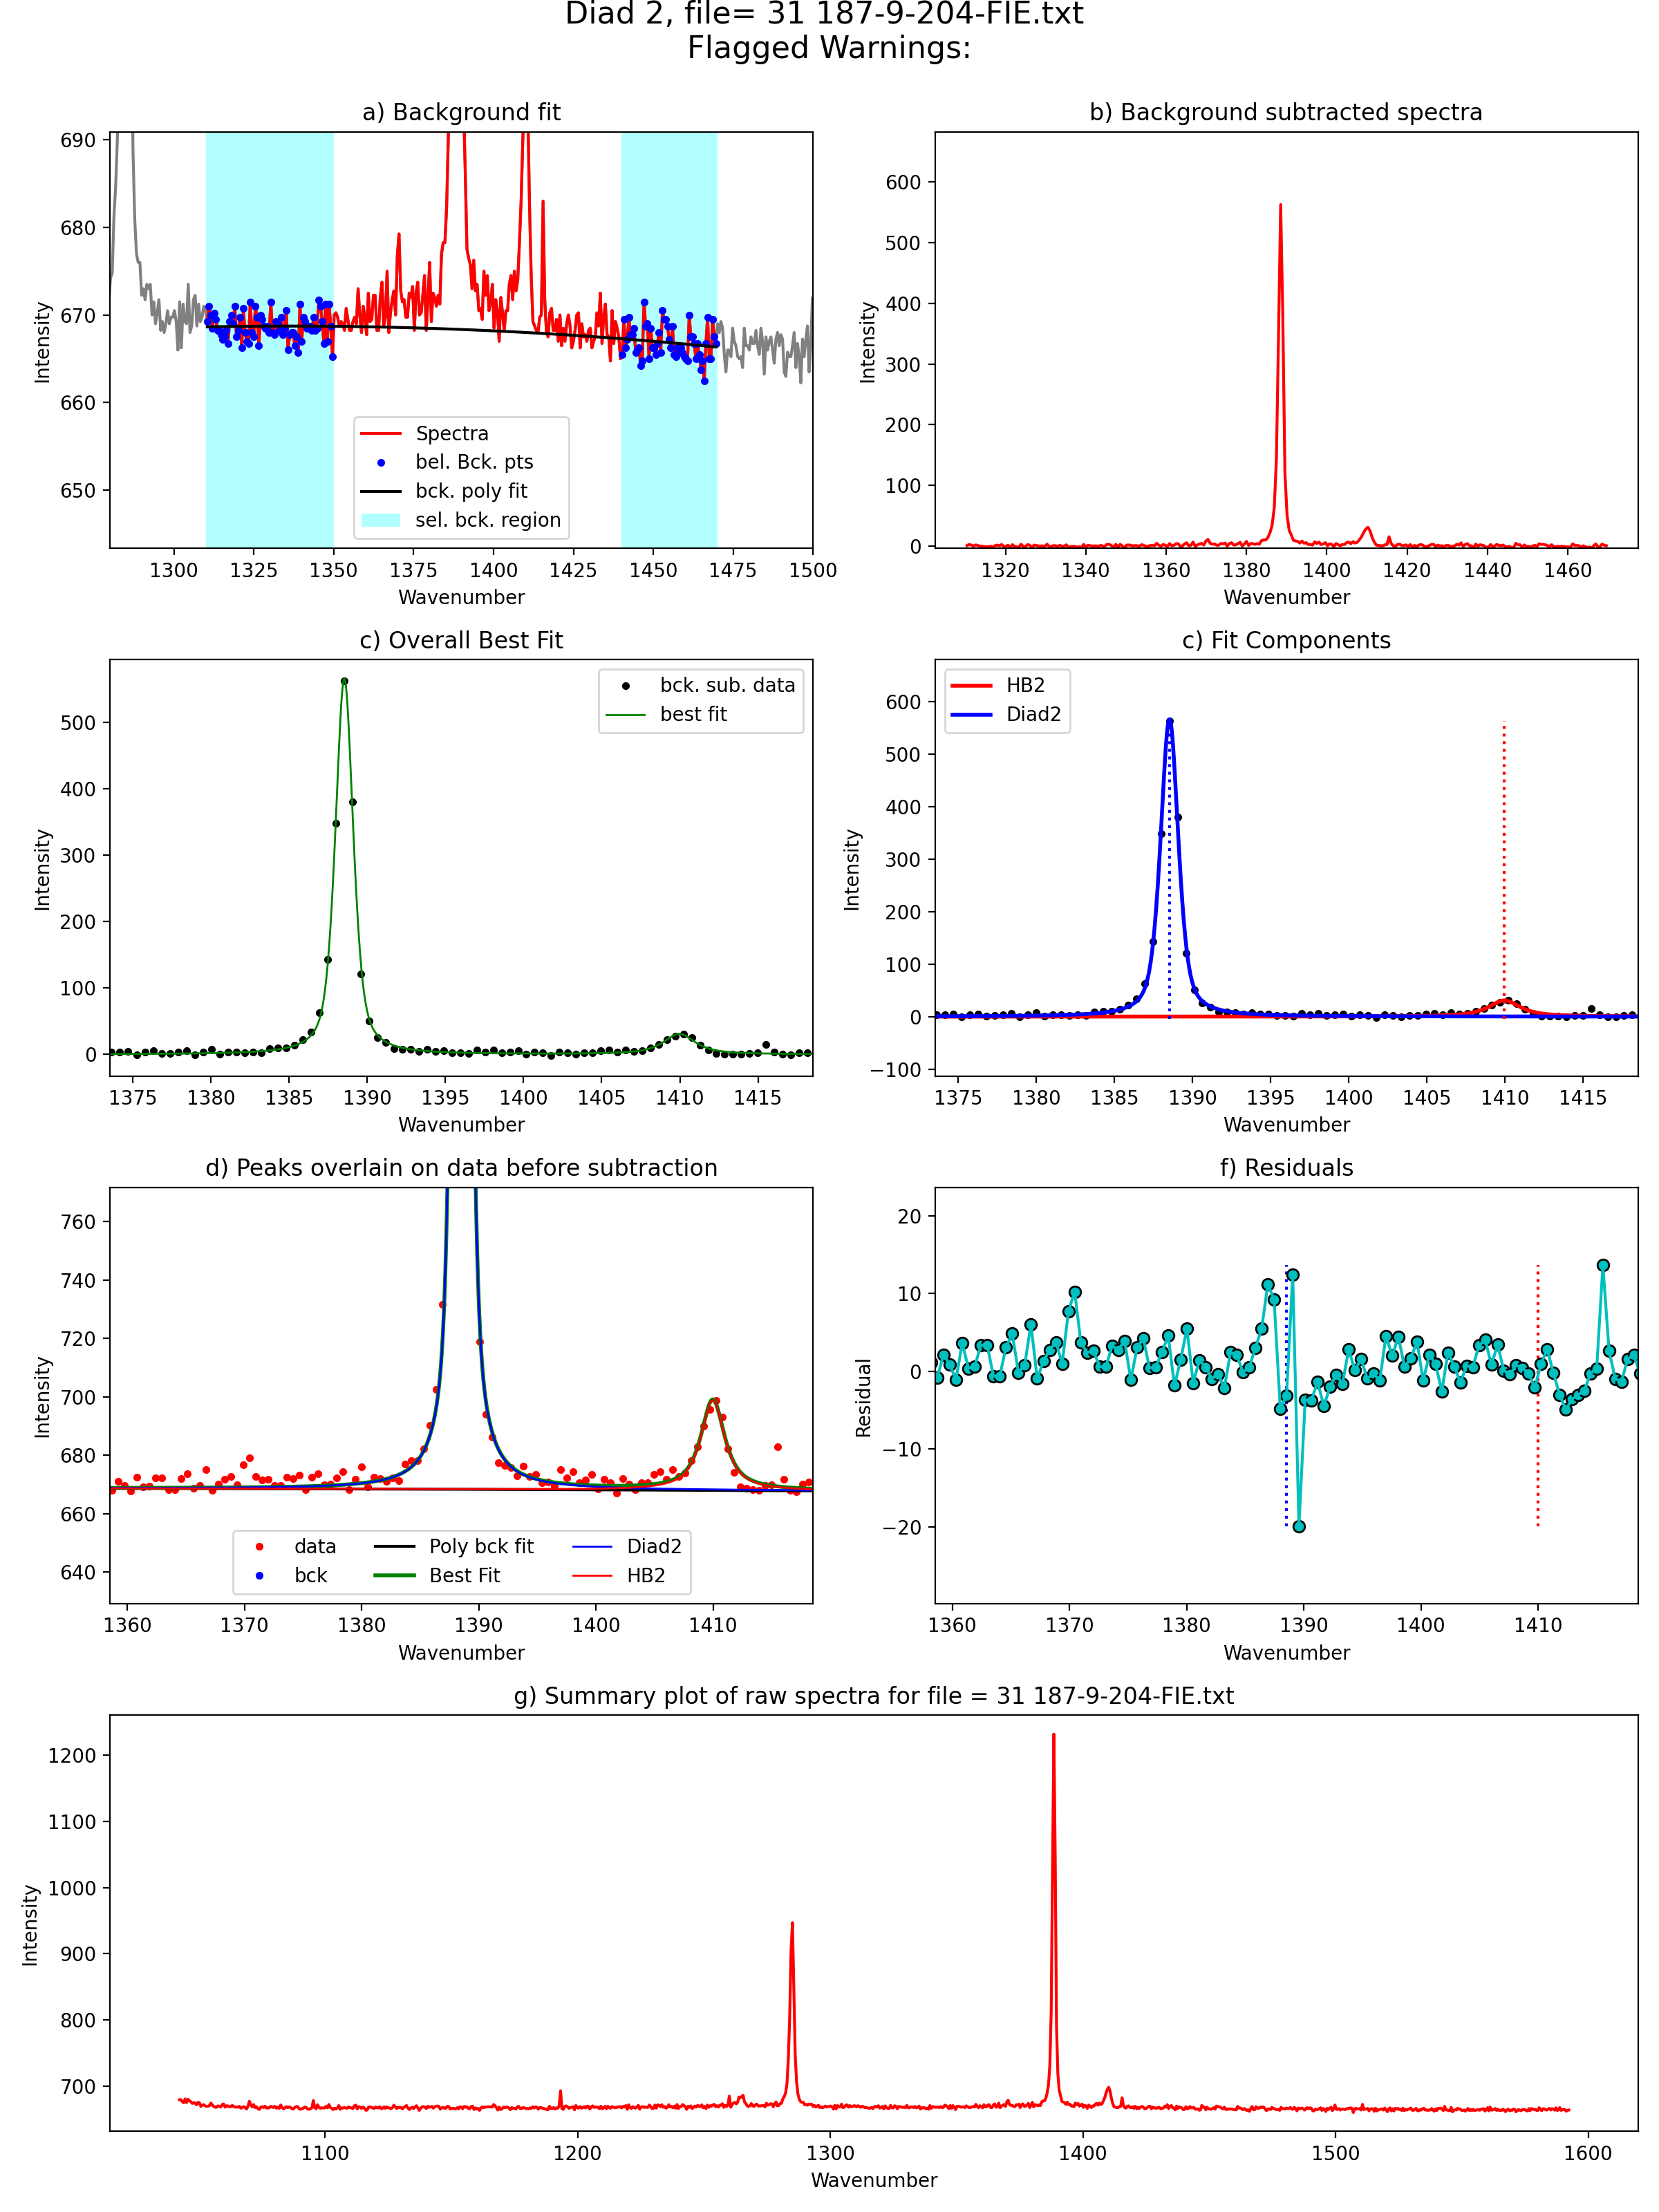 Diad 2, file= 31 187-9-204-FIE.txt
Flagged Warnings:
a) Background fit
690
680
670
660
650
Intensity
Spectra
bel. Bck. pts
bck. poly fit
sel. bck. region
1300 1325 1350 1375 1400 1425 1450 1475 1500
Wavenumber
b) Background subtracted spectra
600
500
400
300
200
100
0
Intensity
1320 1340 1360 1380 1400 1420 1440 1460
Wavenumber
c) Overall Best Fit
500
400
300
200
100
0
Intensity
bck. sub. data
best fit
1375 1380 1385 1390 1395 1400 1405 1410 1415
Wavenumber
c) Fit Components
600
500
400
300
200
100
0
−100
Intensity
HB2
Diad2
1375 1380 1385 1390 1395 1400 1405 1410 1415
Wavenumber
d) Peaks overlain on data before subtraction
760
740
720
700
680
660
640
Intensity
data Poly bck fit Diad2
bck Best Fit HB2
1360 1370 1380 1390 1400 1410
Wavenumber
f) Residuals
20
10
0
−10
−20
Residual
1360 1370 1380 1390 1400 1410
Wavenumber
g) Summary plot of raw spectra for file = 31 187-9-204-FIE.txt
1200
1100
1000
900
800
700
Intensity
1100 1200 1300 1400 1500 1600
Wavenumber